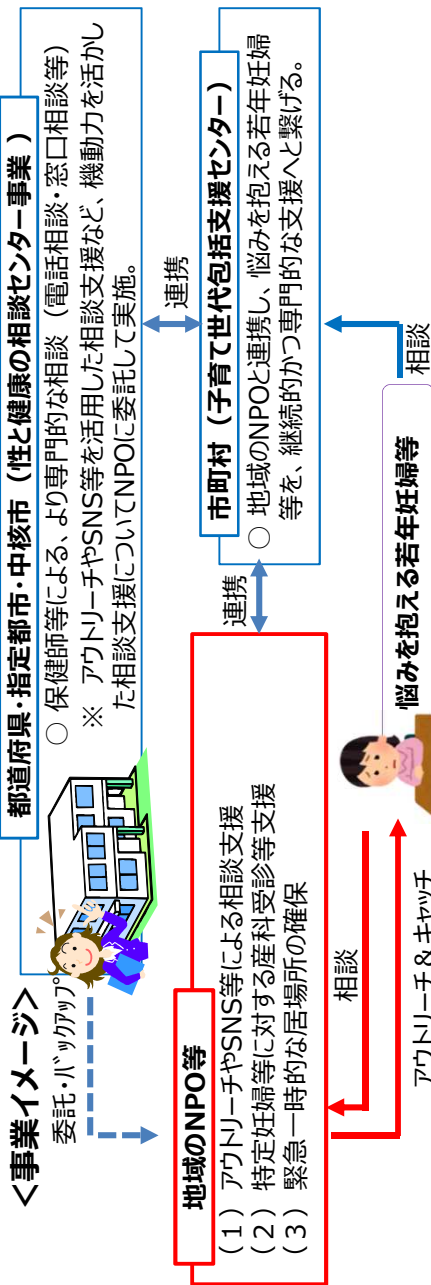 <事業イメージ>
委託・バックアップ
都道府県・指定都市・中核市（性と健康の相談センター事業）
○ 保健師等による、より専門的な相談（電話相談・窓口相談等）
※ アウトリーチやSNS等を活用した相談支援など、機動力を活かし
た相談支援についてNPOに委託して実施。
連携
地域のNPO等
(1) アウトリーチやSNS等による相談支援
(2) 特定妊婦等に対する産科受診等支援
(3) 緊急一時的な居場所の確保
連携
市町村（子育て世代包括支援センター）
○ 地域のNPOと連携し、悩みを抱える若年妊婦
等を、継続的かつ専門的な支援へと繋げる。
相談
悩みを抱える若年妊婦等
相談
アウトリーチ＆キャッチ